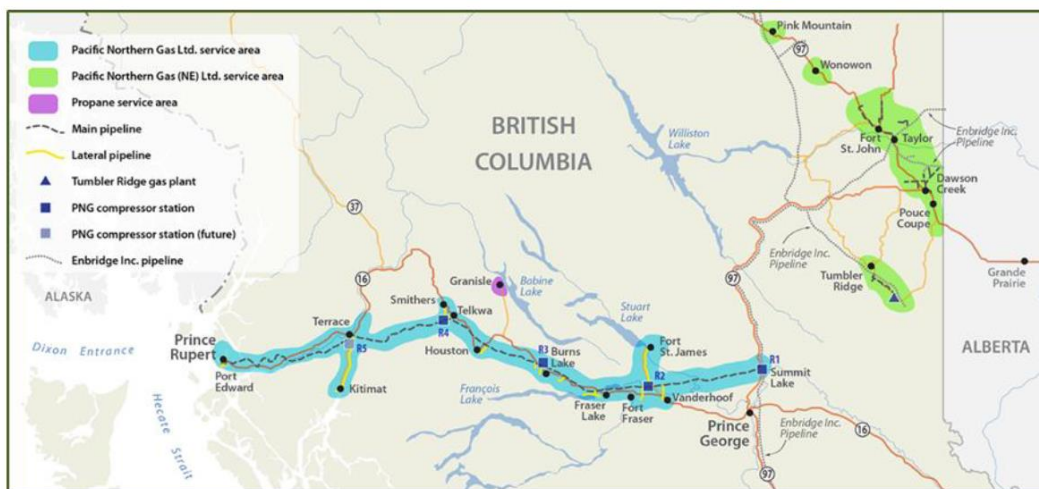 Pacific Northern Gas Ltd. service area
Pacific Northern Gas (NE) Ltd. service area
Propane service area
Main pipeline
Lateral pipeline
Tumbler Ridge gas plant
PNG compressor station
PNG compressor station (future)
Enbridge Inc. pipeline
BRITISH
COLUMBIA
Williston
Lake
Pink Mountain
97
Wonowon
Fort
St. John
Taylor
Enbridge Inc.
Pipeline
Dawson
Creek
Pouce
Coupe
Enbridge Inc.
Pipeline
Tumbler
Ridge
Grande
Prairie
ALBERTA
37
16
97
ALASKA
Dixon Entrance
Hecate Strait
Prince
Rupert
Port
Edward
Terrace
R5
Kitimat
Smithers
R4
Telkwa
Houston
Granisle
Babine
Lake
R3
Burns
Lake
François
Lake
Fraser
Lake
Stuart
Lake
Fort
St. James
R2
Fort
Fraser
Vanderhoof
R1
Summit
Lake
Prince
George
Enbridge Inc.
Pipeline
16
97